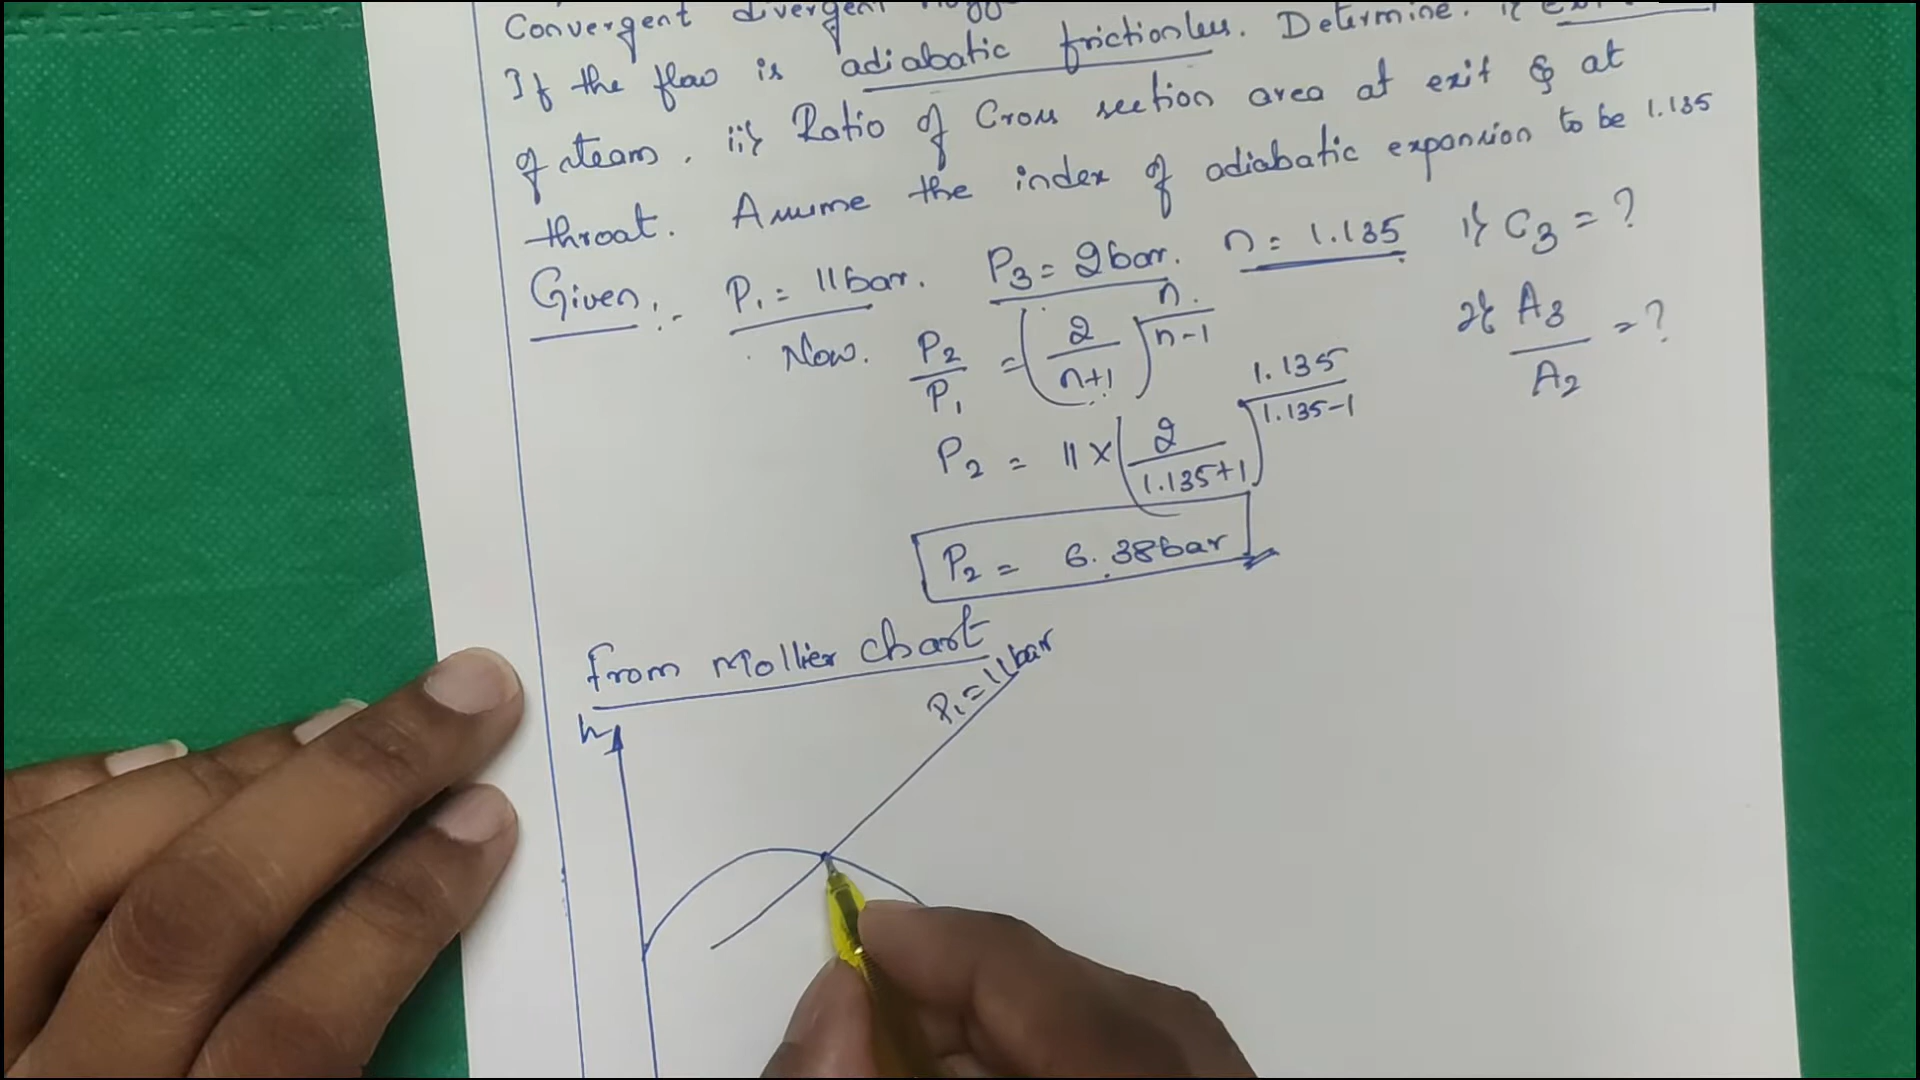 Convergent divergent
If the flow is adiabatic frictionless. Determine. i}
of steam. ii} Ratio of Cross section area at exit & at
throat. Assume the index of adiabatic expansion to be 1.135
Given:- P₁ = 11bar. P₃ = 2bar. n = 1.135 1} C₃ = ?
Now. P₂/P₁ = (2/n+1)^n/n-1 2} A₃/A₂ = ?
P₂ = 11 × (2/1.135+1)^1.135/1.135-1
P₂ = 6.38bar
from Mollier chart
P₁ = 11bar
h